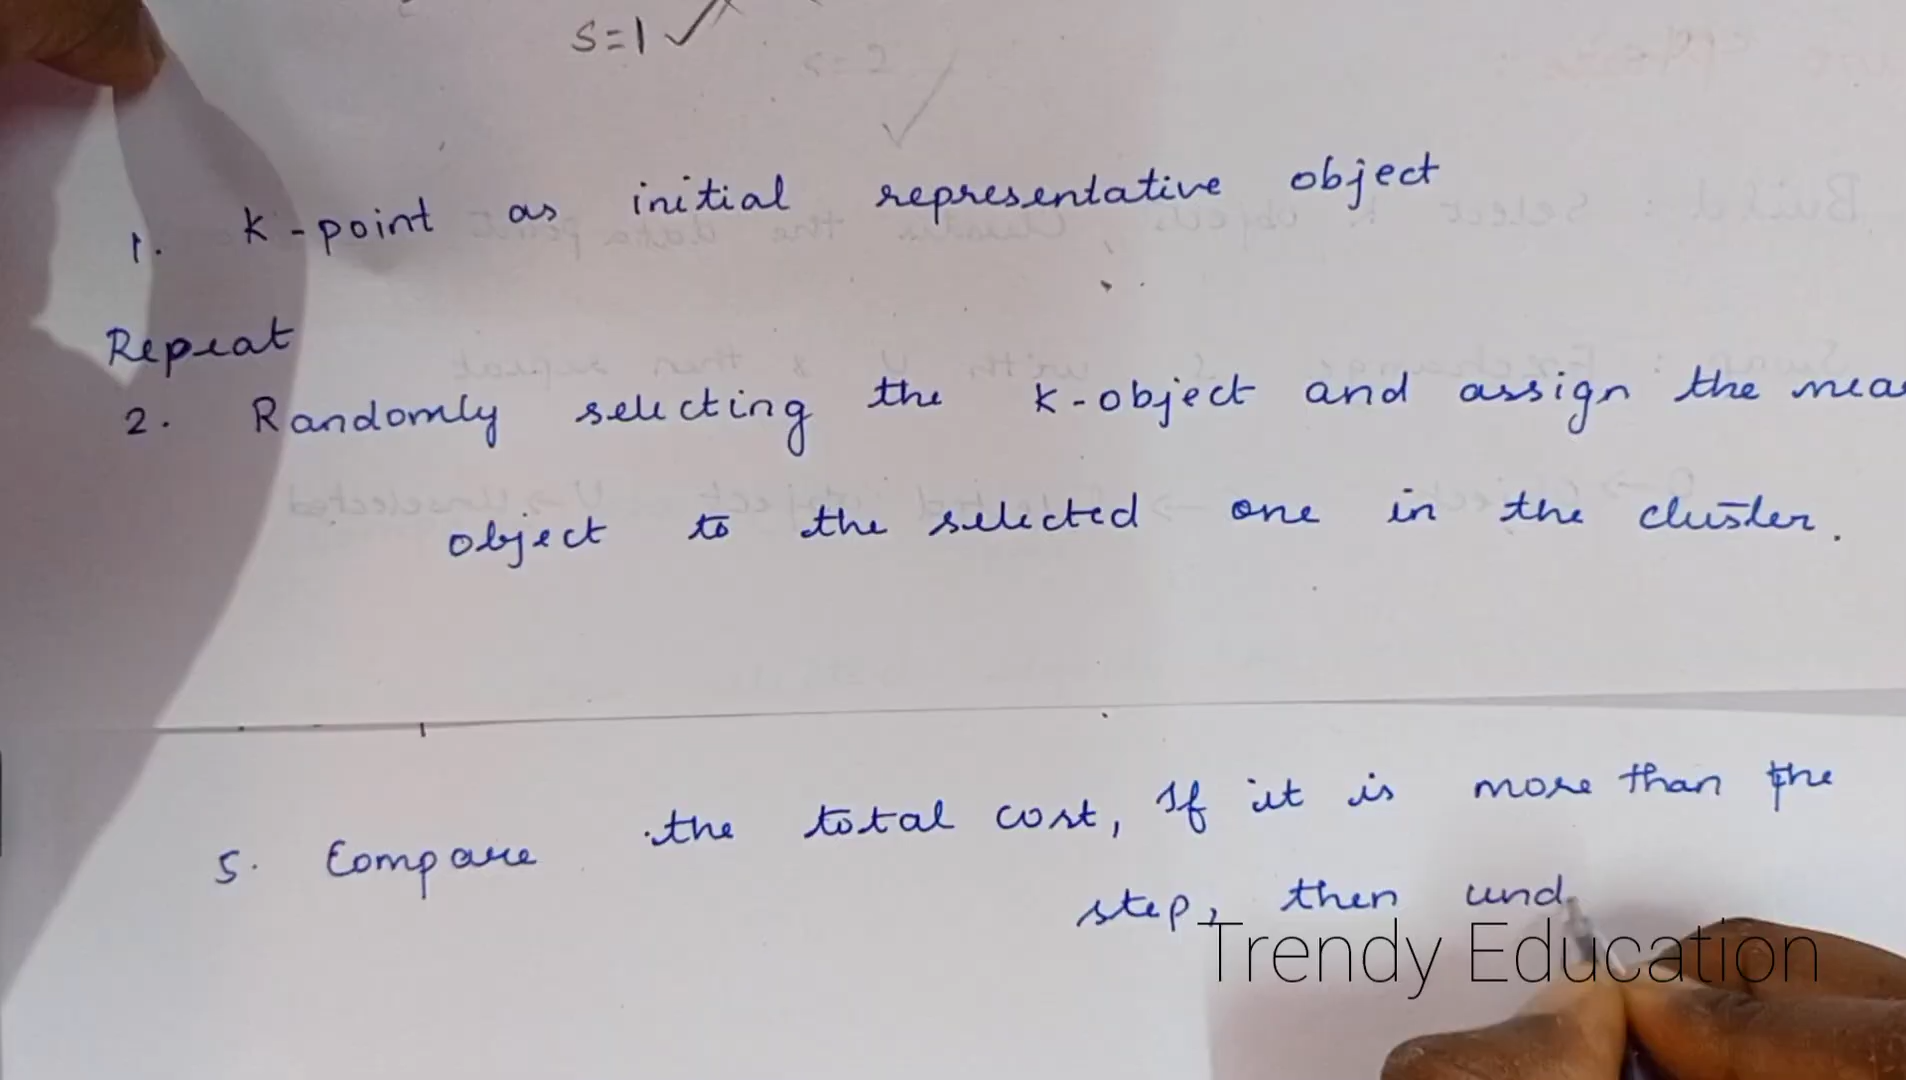 s=1 ✓
s=2
1. K-point as initial representative object
Repeat
2. Randomly selecting the K-object and assign the nea
object to the selected one in the cluster.
5. Compare the total cost, If it is more than the
step, then und
Trendy Education